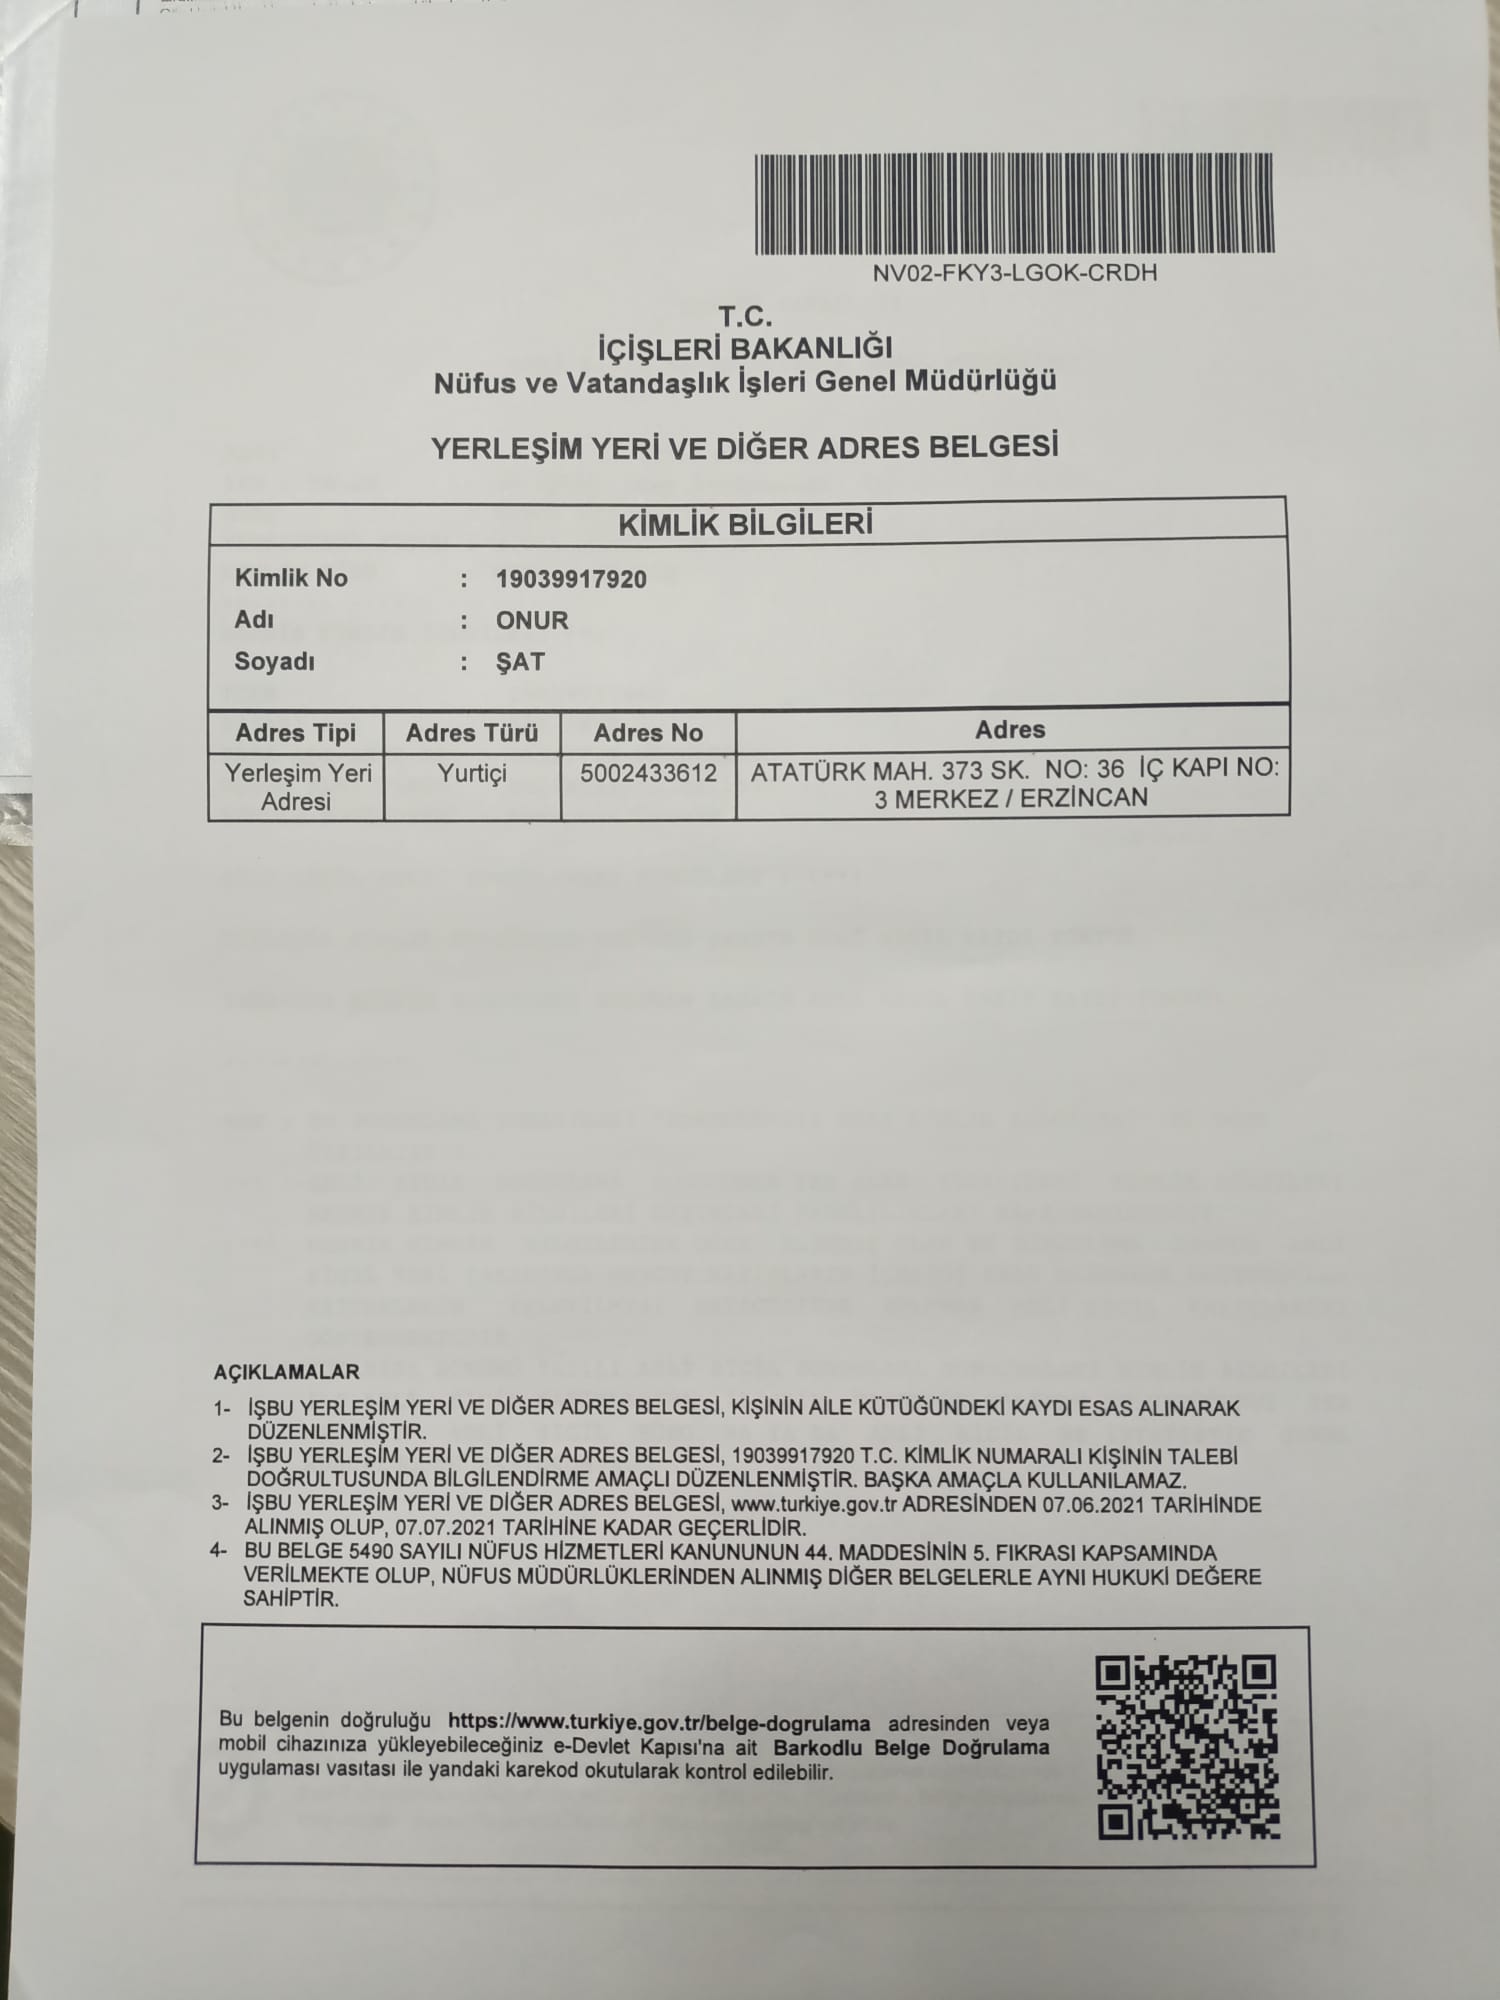 NV02-FKY3-LGOK-CRDH
T.C.
İÇİŞLERİ BAKANLIĞI
Nüfus ve Vatandaşlık İşleri Genel Müdürlüğü
YERLEŞİM YERİ VE DİĞER ADRES BELGESİ
KİMLİK BİLGİLERİ
Kimlik No : 19039917920
Adı : ONUR
Soyadı : ŞAT
Adres Tipi Adres Türü Adres No Adres
Yerleşim Yeri Adresi Yurtiçi 5002433612 ATATÜRK MAH. 373 SK. NO: 36 İÇ KAPI NO:
3 MERKEZ / ERZİNCAN
AÇIKLAMALAR
1- İŞBU YERLEŞİM YERİ VE DİĞER ADRES BELGESİ, KİŞİNİN AİLE KÜTÜĞÜNDEKİ KAYDI ESAS ALINARAK
DÜZENLENMİŞTİR.
2- İŞBU YERLEŞİM YERİ VE DİĞER ADRES BELGESİ, 19039917920 T.C. KİMLİK NUMARALI KİŞİNİN TALEBİ
DOĞRULTUSUNDA BİLGİLENDİRME AMAÇLI DÜZENLENMİŞTİR. BAŞKA AMAÇLA KULLANILAMAZ.
3- İŞBU YERLEŞİM YERİ VE DİĞER ADRES BELGESİ, www.turkiye.gov.tr ADRESİNDEN 07.06.2021 TARİHİNDE
ALINMIŞ OLUP, 07.07.2021 TARİHİNE KADAR GEÇERLİDİR.
4- BU BELGE 5490 SAYILI NÜFUS HİZMETLERİ KANUNUNUN 44. MADDESİNİN 5. FIKRASI KAPSAMINDA
VERİLMEKTE OLUP, NÜFUS MÜDÜRLÜKLERİNDEN ALINMIŞ DİĞER BELGELERLE AYNI HUKUKİ DEĞERE
SAHİPTİR.
Bu belgenin doğruluğu https://www.turkiye.gov.tr/belge-dogrulama adresinden veya
mobil cihazınıza yükleyebileceğiniz e-Devlet Kapısı'na ait Barkodlu Belge Doğrulama
uygulaması vasıtası ile yandaki karekod okutularak kontrol edilebilir.